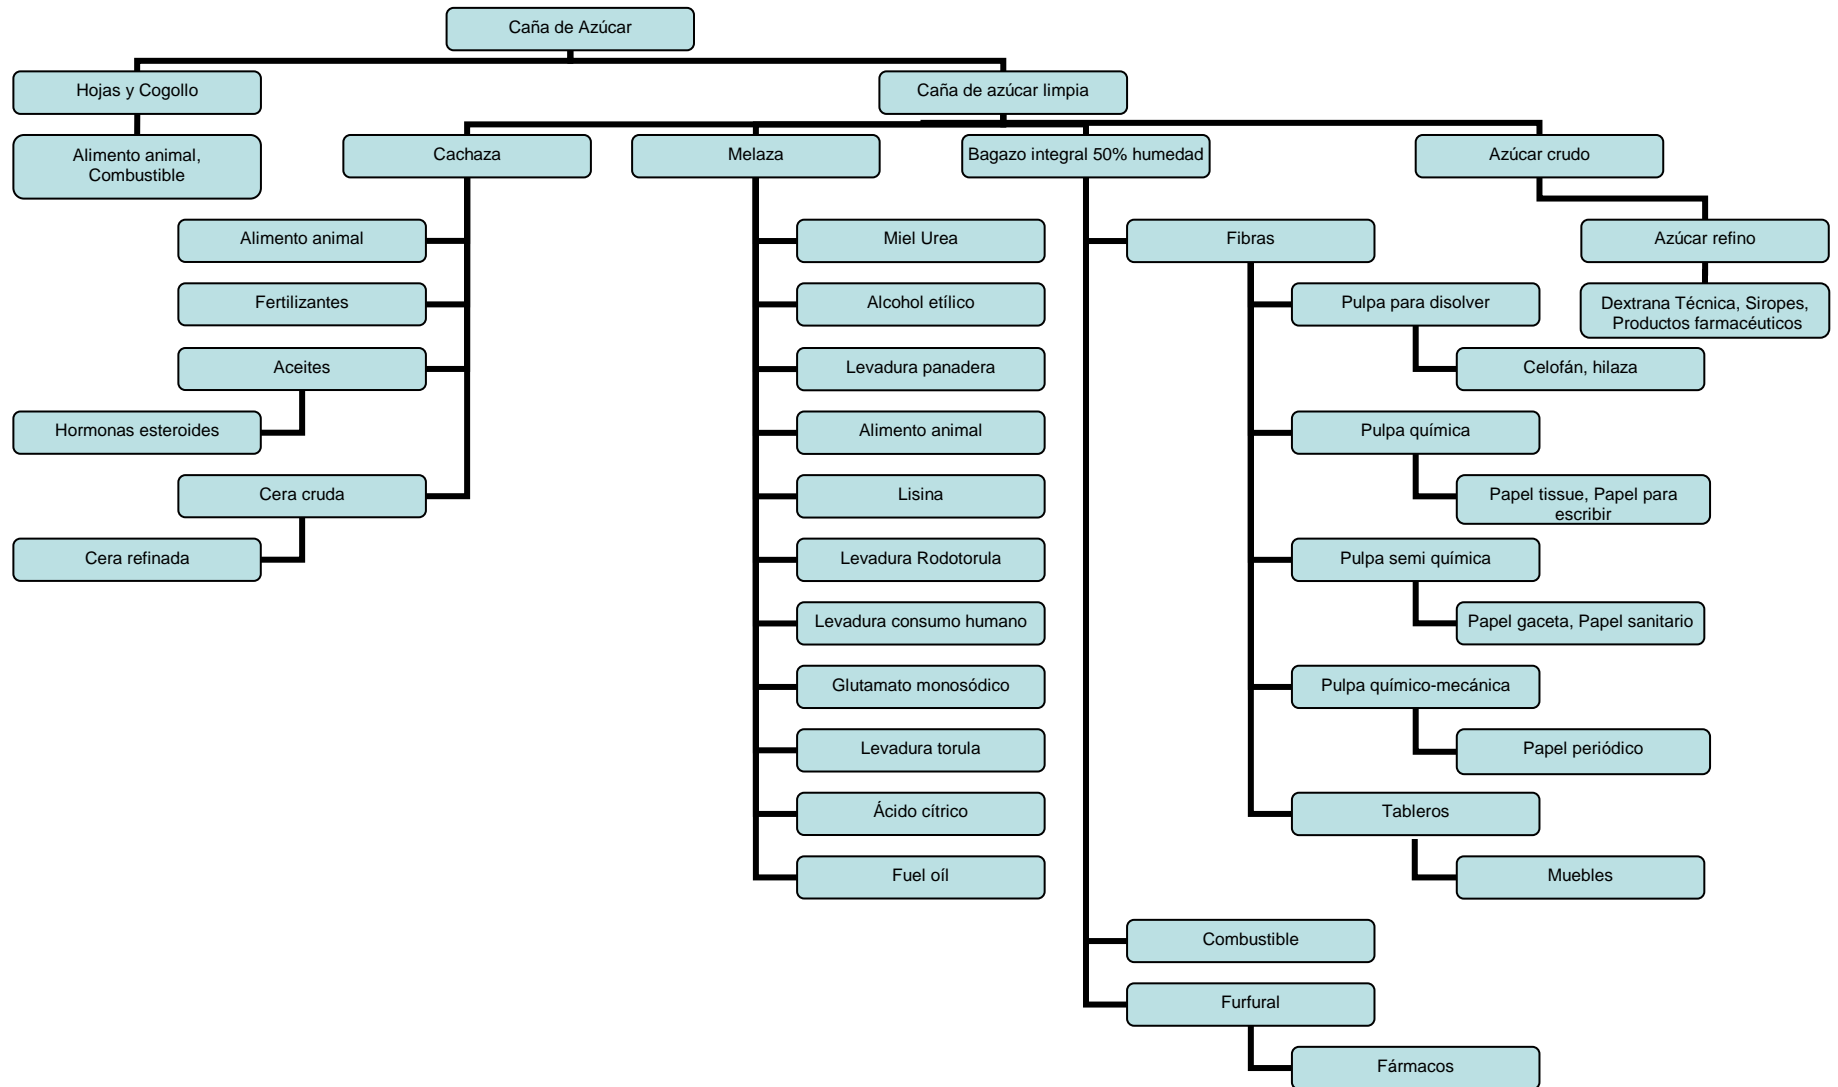 Caña de Azúcar
Hojas y Cogollo
Caña de azúcar limpia
Alimento animal,
Combustible
Cachaza
Melaza
Bagazo integral 50% humedad
Azúcar crudo
Alimento animal
Miel Urea
Fibras
Azúcar refino
Fertilizantes
Alcohol etílico
Pulpa para disolver
Dextrana Técnica, Siropes,
Productos farmacéuticos
Aceites
Levadura panadera
Celofán, hilaza
Hormonas esteroides
Alimento animal
Pulpa química
Cera cruda
Lisina
Papel tissue, Papel para
escribir
Cera refinada
Levadura Rodotorula
Pulpa semi química
Levadura consumo humano
Papel gaceta, Papel sanitario
Glutamato monosódico
Pulpa químico-mecánica
Levadura torula
Papel periódico
Ácido cítrico
Tableros
Fuel oíl
Muebles
Combustible
Furfural
Fármacos